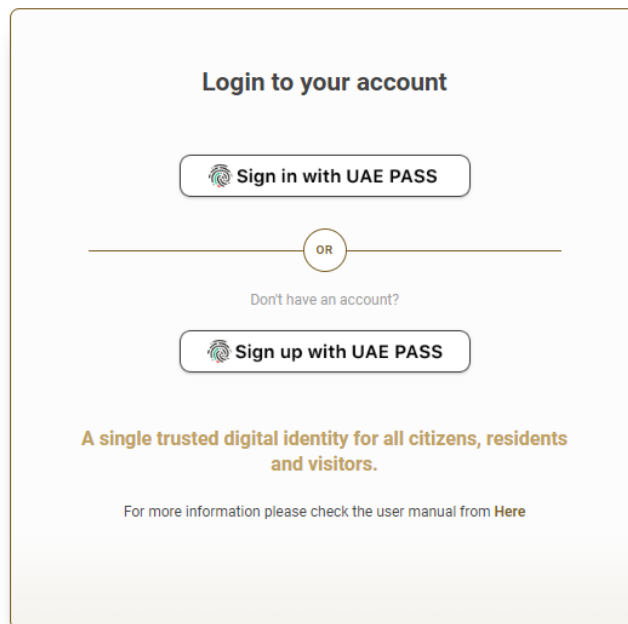 Login to your account
Sign in with UAE PASS
OR
Don't have an account?
Sign up with UAE PASS
A single trusted digital identity for all citizens, residents
and visitors.
For more information please check the user manual from Here